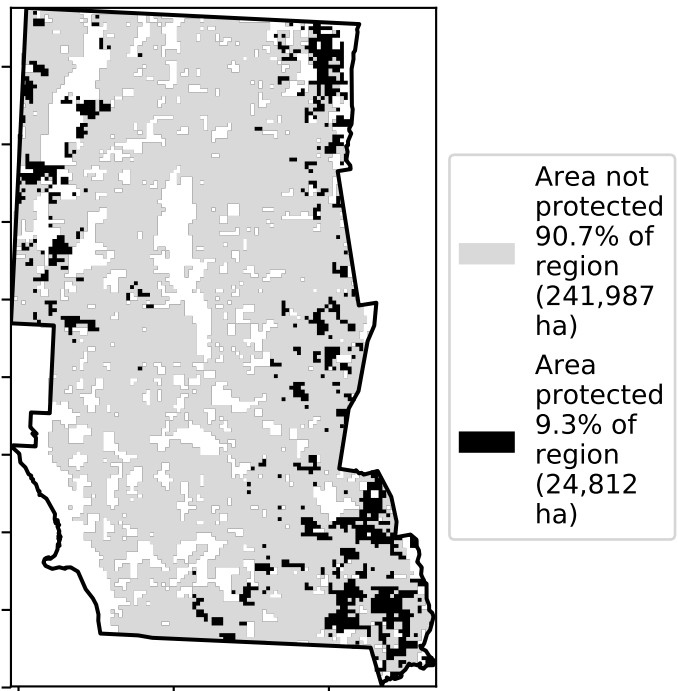 Area not
protected
90.7% of
region
(241,987
ha)
Area
protected
9.3% of
region
(24,812
ha)